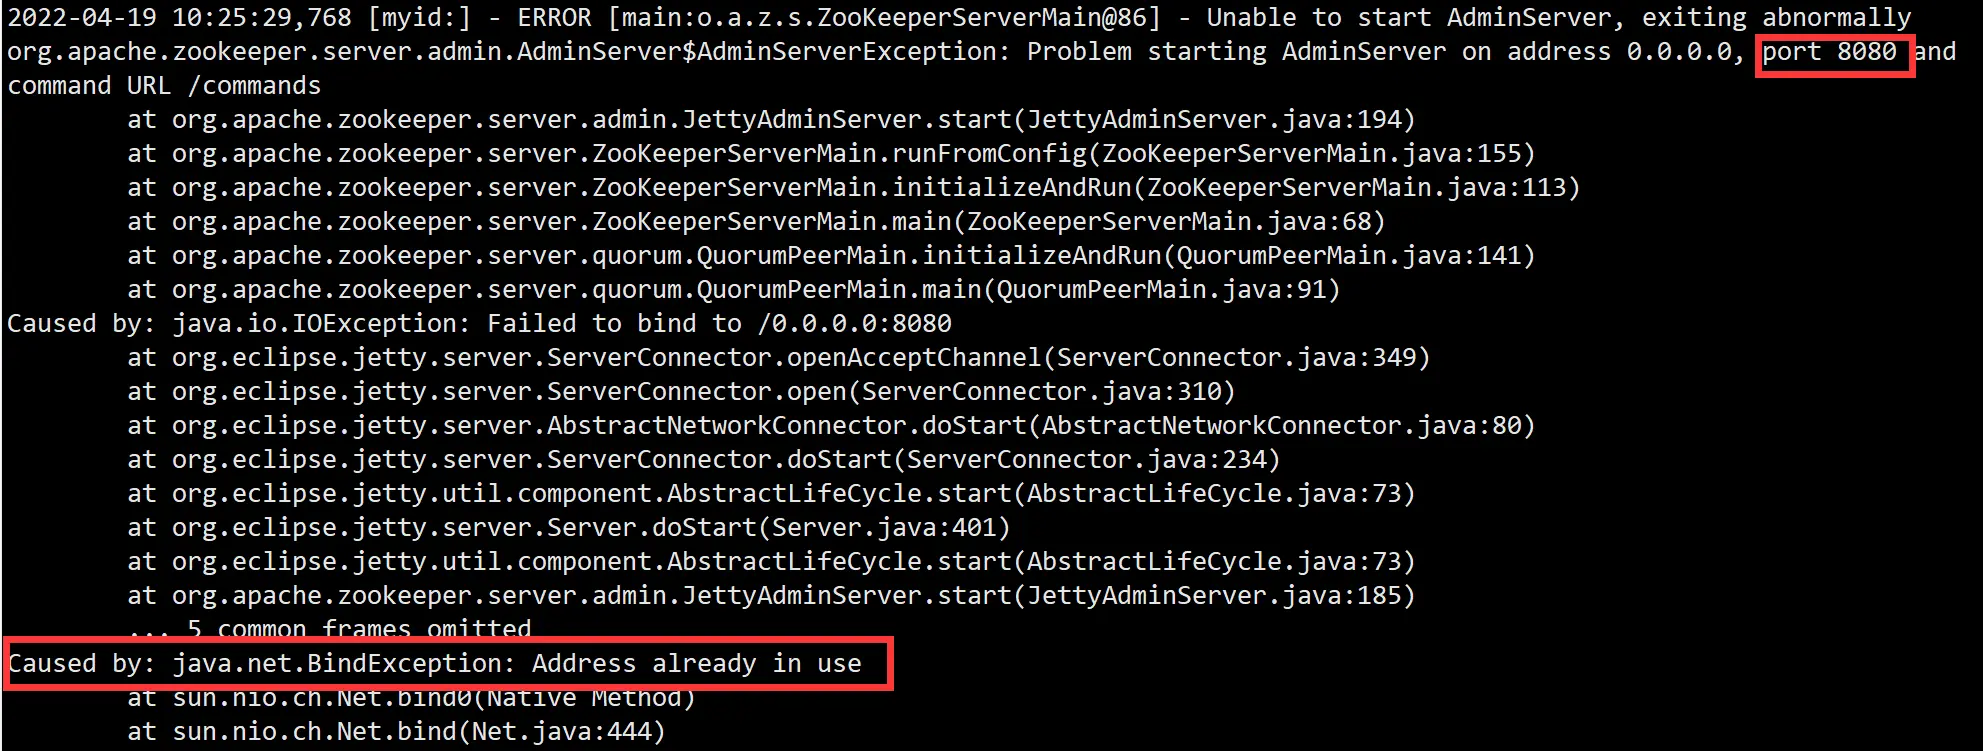 2022-04-19 10:25:29,768 [myid:] - ERROR [main:o.a.z.s.ZooKeeperServerMain@86] - Unable to start AdminServer, exiting abnormally
org.apache.zookeeper.server.admin.AdminServer$AdminServerException: Problem starting AdminServer on address 0.0.0.0, port 8080 and
command URL /commands
at org.apache.zookeeper.server.admin.JettyAdminServer.start(JettyAdminServer.java:194)
at org.apache.zookeeper.server.ZooKeeperServerMain.runFromConfig(ZooKeeperServerMain.java:155)
at org.apache.zookeeper.server.ZooKeeperServerMain.initializeAndRun(ZooKeeperServerMain.java:113)
at org.apache.zookeeper.server.ZooKeeperServerMain.main(ZooKeeperServerMain.java:68)
at org.apache.zookeeper.server.quorum.QuorumPeerMain.initializeAndRun(QuorumPeerMain.java:141)
at org.apache.zookeeper.server.quorum.QuorumPeerMain.main(QuorumPeerMain.java:91)
Caused by: java.io.IOException: Failed to bind to /0.0.0.0:8080
at org.eclipse.jetty.server.ServerConnector.openAcceptChannel(ServerConnector.java:349)
at org.eclipse.jetty.server.ServerConnector.open(ServerConnector.java:310)
at org.eclipse.jetty.server.AbstractNetworkConnector.doStart(AbstractNetworkConnector.java:80)
at org.eclipse.jetty.server.ServerConnector.doStart(ServerConnector.java:234)
at org.eclipse.jetty.util.component.AbstractLifeCycle.start(AbstractLifeCycle.java:73)
at org.eclipse.jetty.server.Server.doStart(Server.java:401)
at org.eclipse.jetty.util.component.AbstractLifeCycle.start(AbstractLifeCycle.java:73)
at org.apache.zookeeper.server.admin.JettyAdminServer.start(JettyAdminServer.java:185)
... 5 common frames omitted
Caused by: java.net.BindException: Address already in use
at sun.nio.ch.Net.bind0(Native Method)
at sun.nio.ch.Net.bind(Net.java:444)